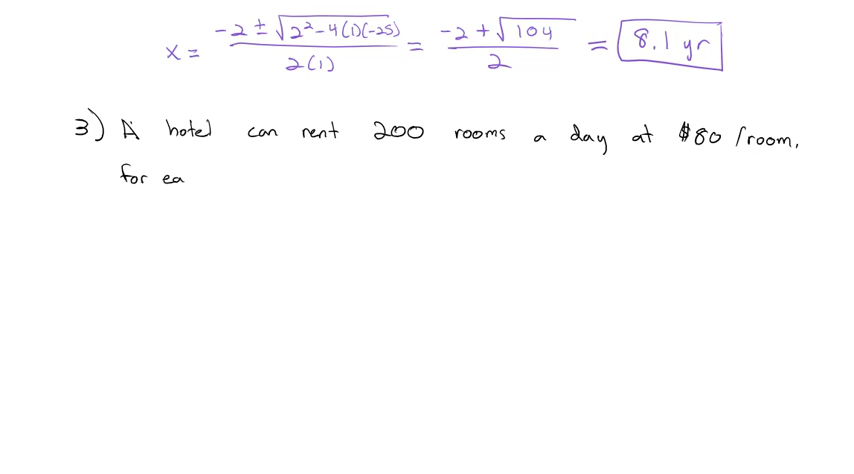 x = (-2 ± √(2² - 4(1)(-25))) / 2(1) = (-2 + √104) / 2 = 8.1 yr
3) A hotel can rent 200 rooms a day at $80/room,
for ea